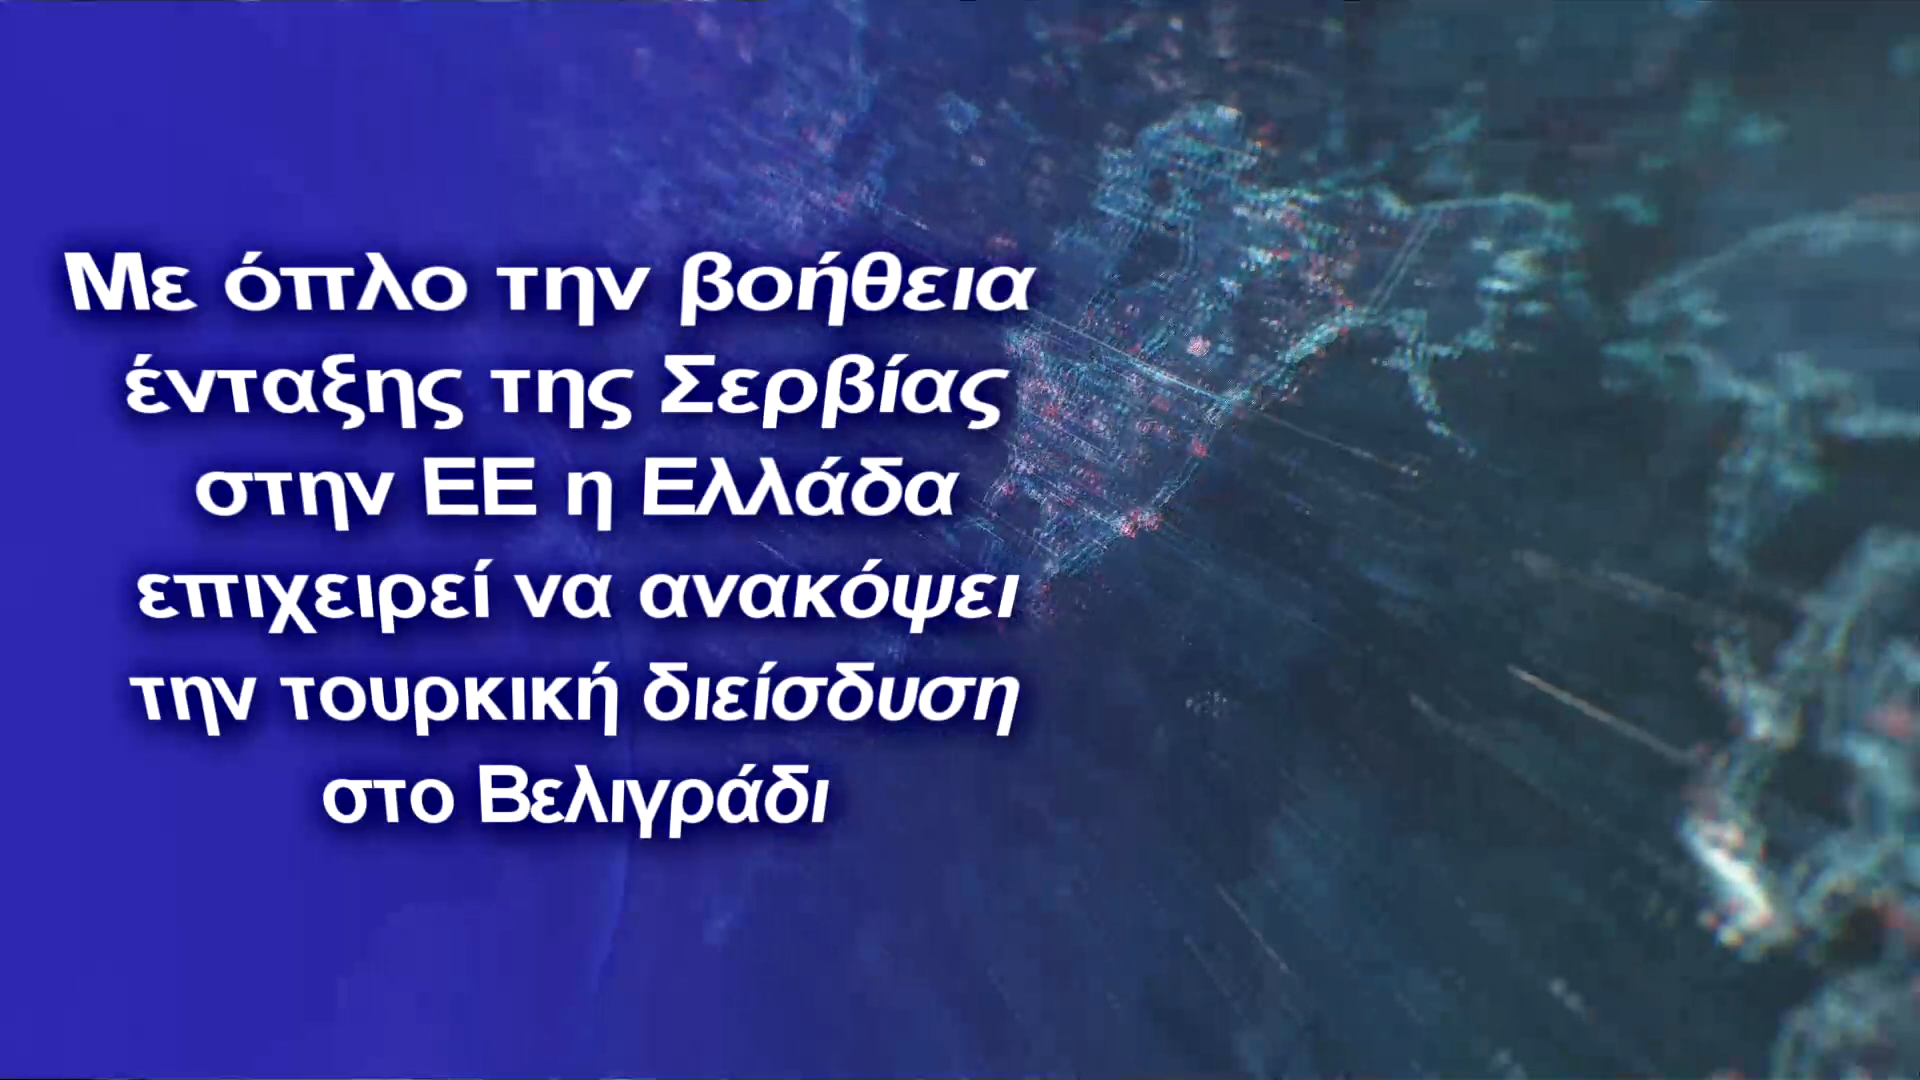 Με όπλο την βοήθεια
ένταξης της Σερβίας
στην ΕΕ η Ελλάδα
επιχειρεί να ανακόψει
την τουρκική διείσδυση
στο Βελιγράδι